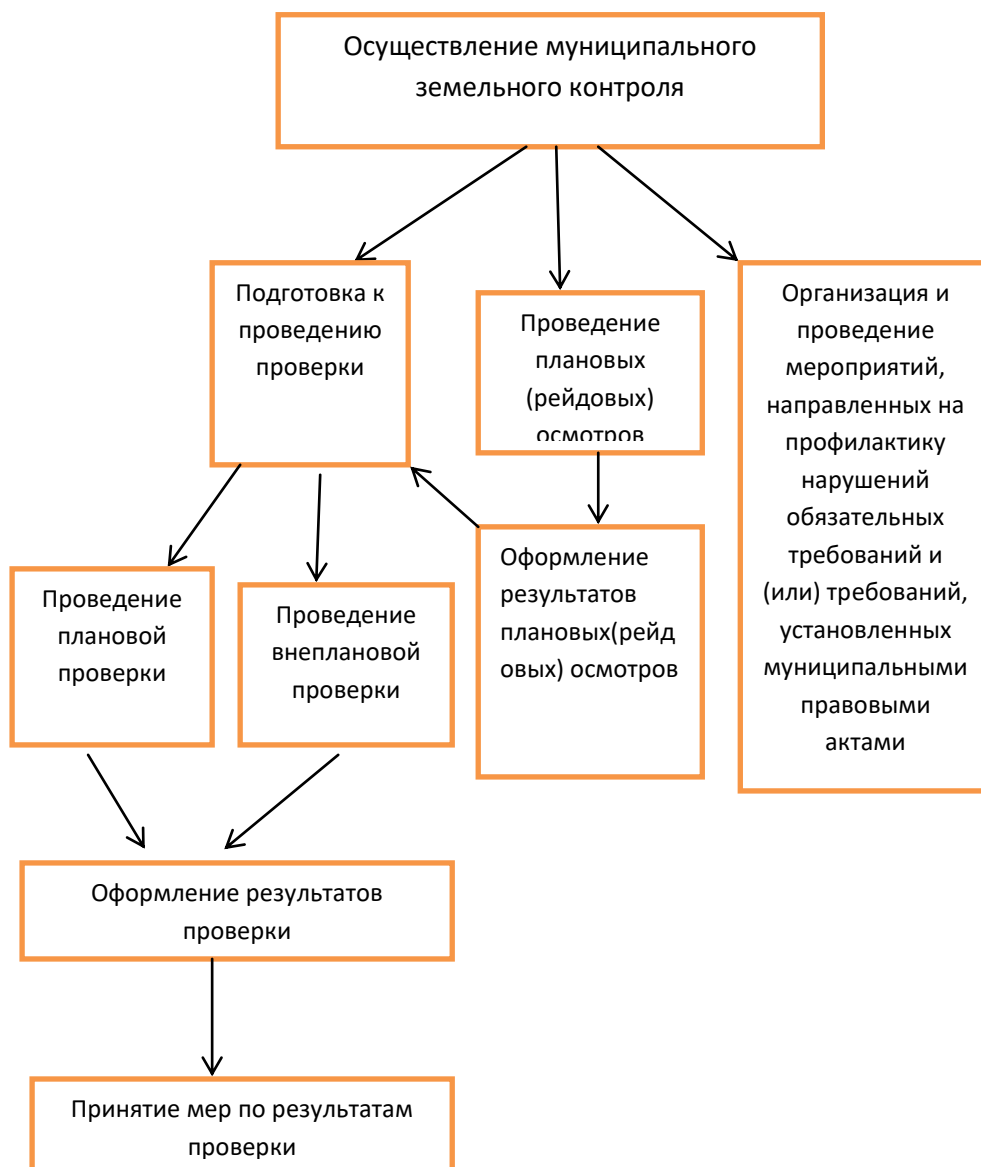 Осуществление муниципального
земельного контроля
Подготовка к
проведению
проверки
Проведение
плановых
(рейдовых)
осмотров
Организация и
проведение
мероприятий,
направленных на
профилактику
нарушений
обязательных
требований и
(или) требований,
установленных
муниципальными
правовыми
актами
Проведение
плановой
проверки
Проведение
внеплановой
проверки
Оформление
результатов
плановых(рейд
овых) осмотров
Оформление результатов
проверки
Принятие мер по результатам
проверки